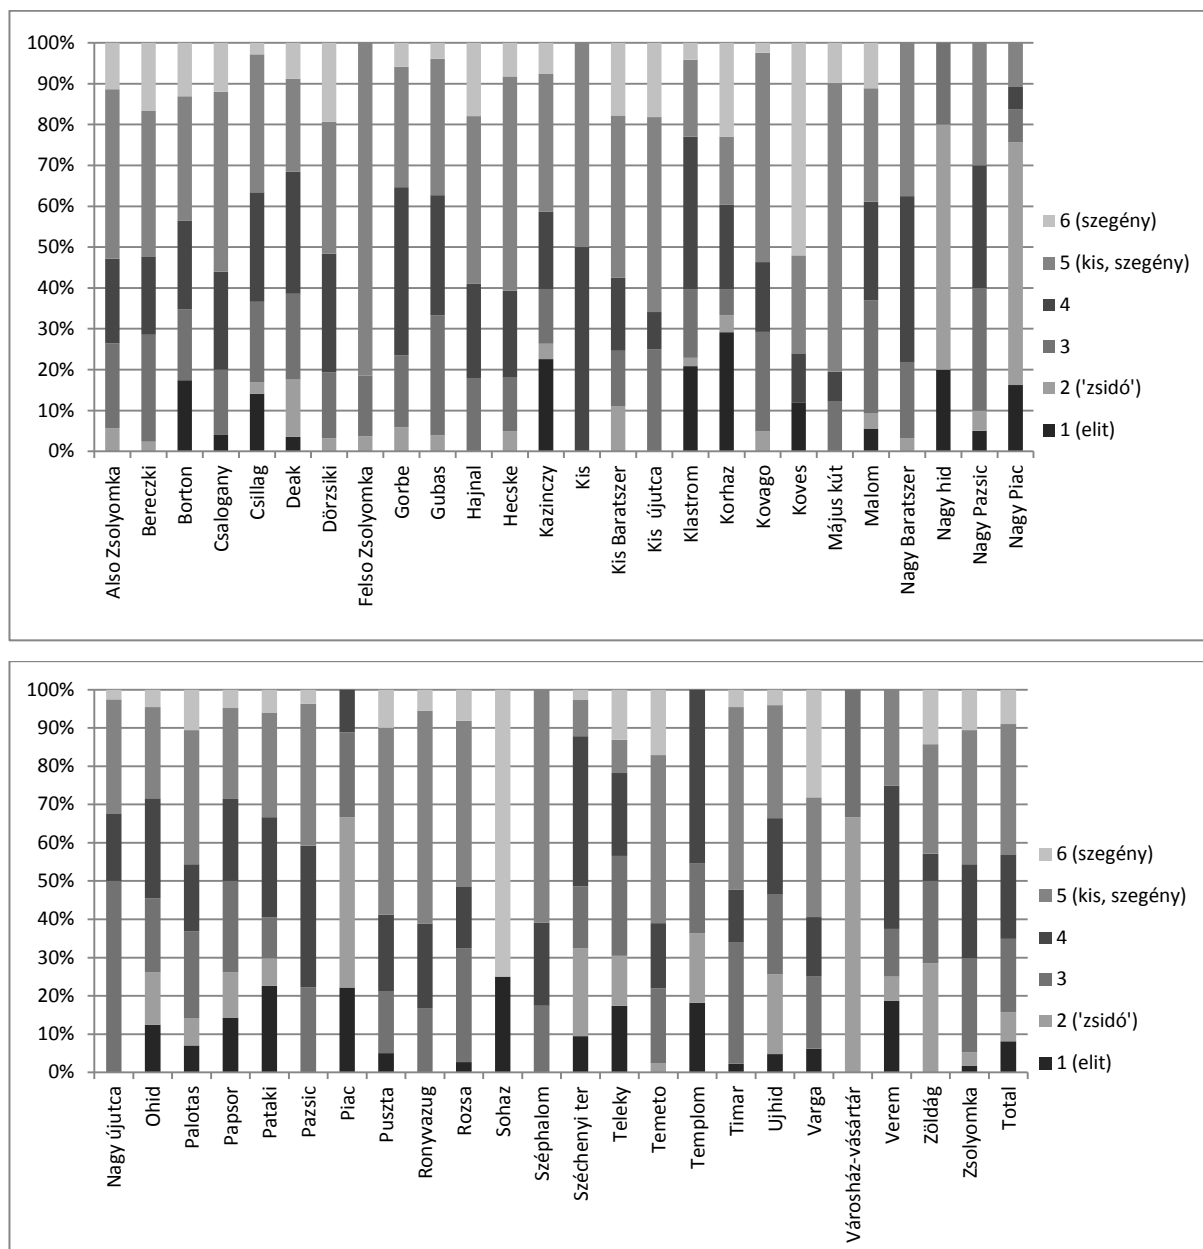 100%
90%
80%
70%
60%
50%
40%
30%
20%
10%
0%
6 (szegény)
5 (kis, szegény)
4
3
2 ('zsidó')
1 (elit)
Also Zsolyomka
Bereczki
Borton
Csalogany
Csillag
Deak
Dörzsiki
Felso Zsolyomka
Gorbe
Gubas
Hajnal
Hecske
Kazinczy
Kis
Kis Baratszer
Kis újutca
Klastrom
Korhaz
Kovago
Koves
Május kút
Malom
Nagy Baratszer
Nagy hid
Nagy Pazsic
Nagy Piac
100%
90%
80%
70%
60%
50%
40%
30%
20%
10%
0%
6 (szegény)
5 (kis, szegény)
4
3
2 ('zsidó')
1 (elit)
Nagy újutca
Ohid
Palotas
Papsor
Pataki
Pazsic
Piac
Puszta
Ronyvazug
Rozsa
Sohaz
Széphalom
Széchenyi ter
Teleky
Temeto
Templom
Timar
Ujhid
Varga
Városház-vásártár
Verem
Zöldág
Zsolyomka
Total